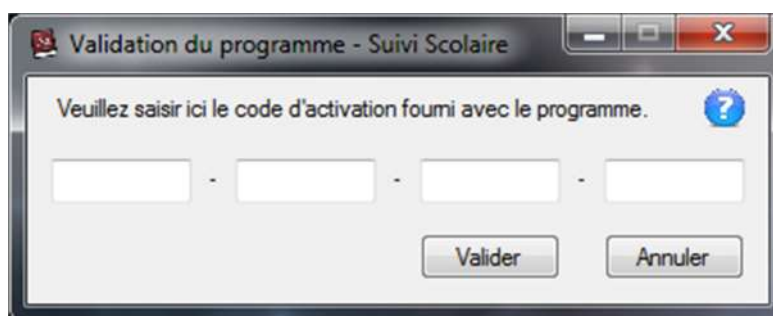 Validation du programme - Suivi Scolaire
Veuillez saisir ici le code d'activation fourni avec le programme.
- - -
Valider Annuler